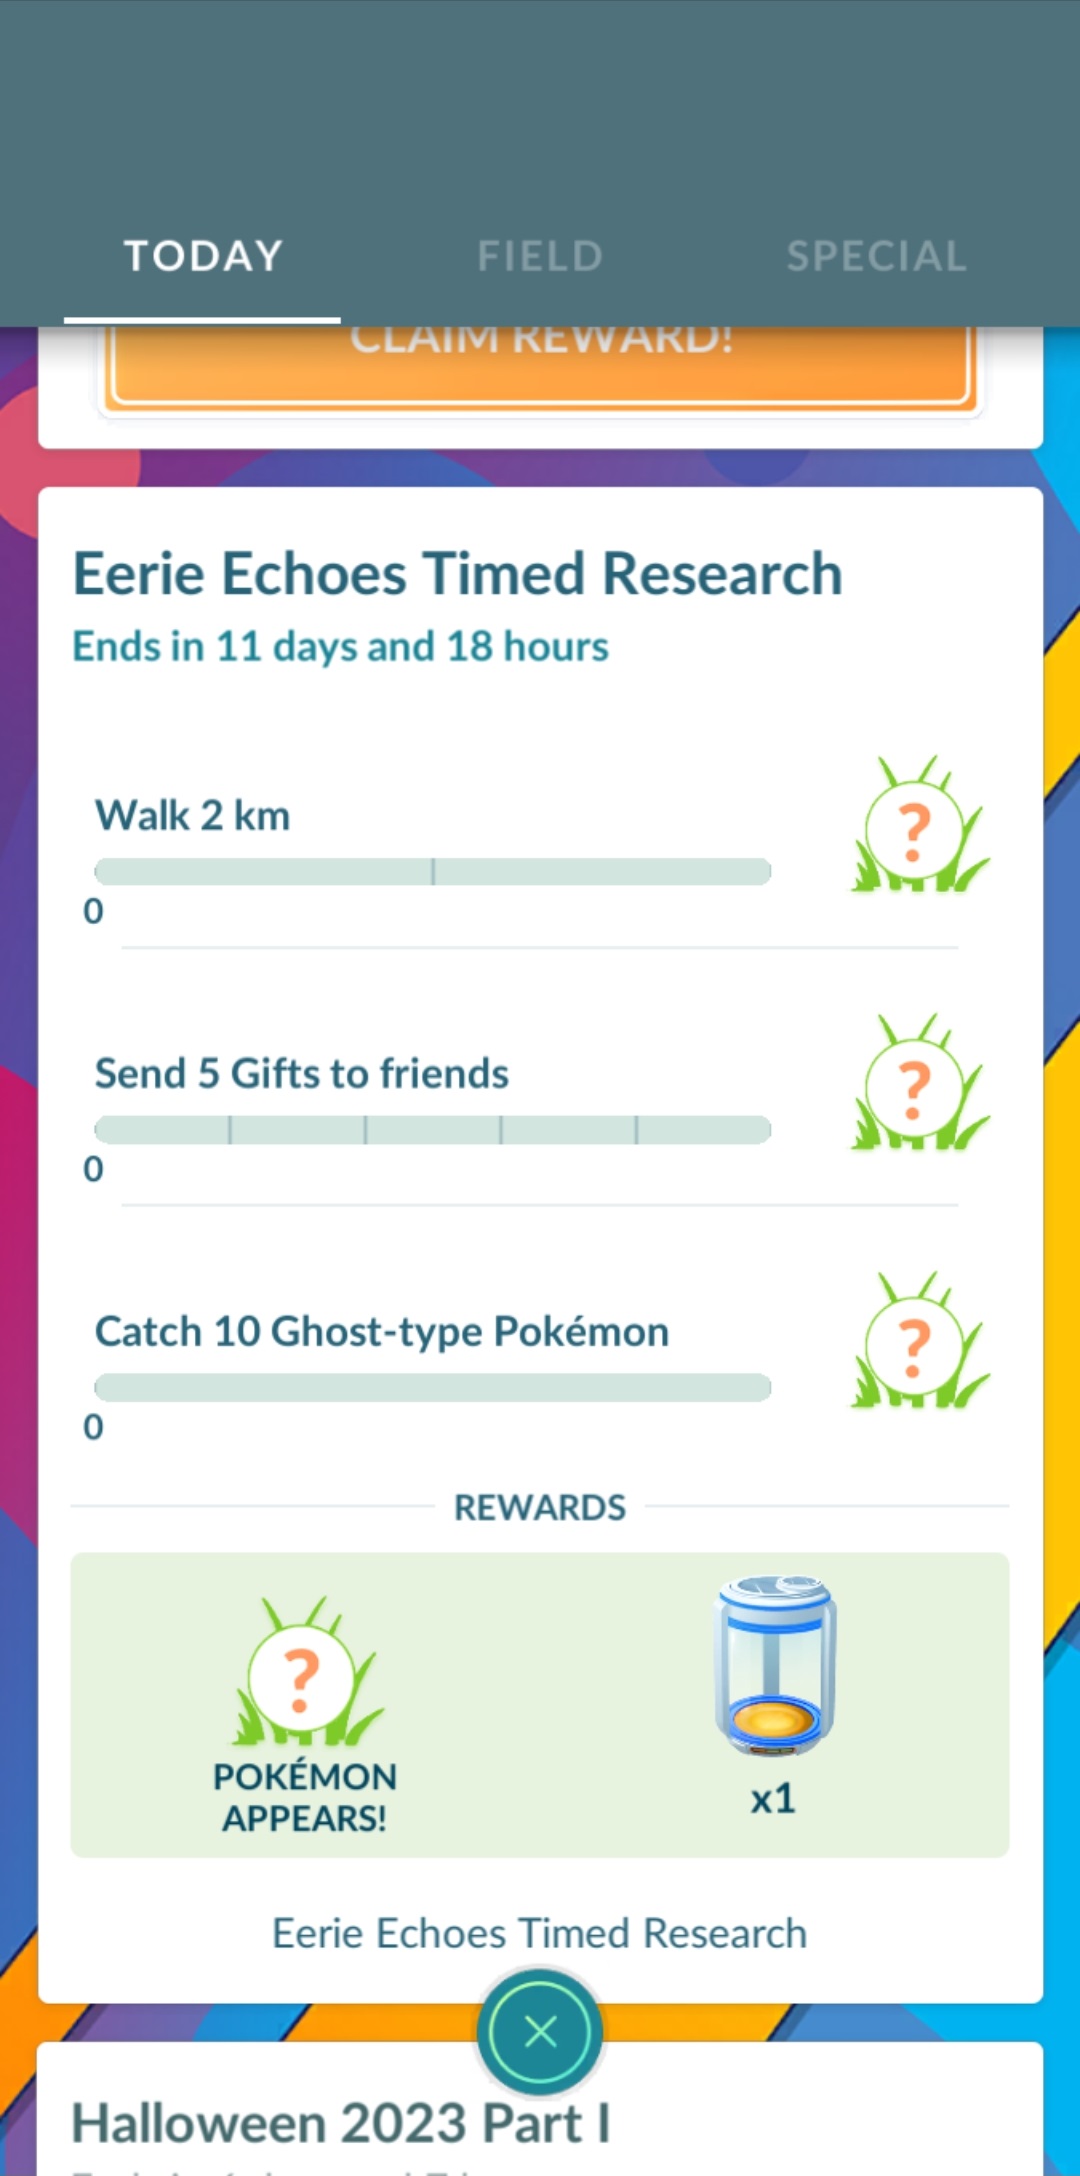 TODAY
FIELD
SPECIAL
CLAIM REWARD!
Eerie Echoes Timed Research
Ends in 11 days and 18 hours
Walk 2 km
?
0
Send 5 Gifts to friends
?
0
Catch 10 Ghost-type Pokémon
?
0
REWARDS
?
POKÉMON
APPEARS!
x1
Eerie Echoes Timed Research
Halloween 2023 Part I